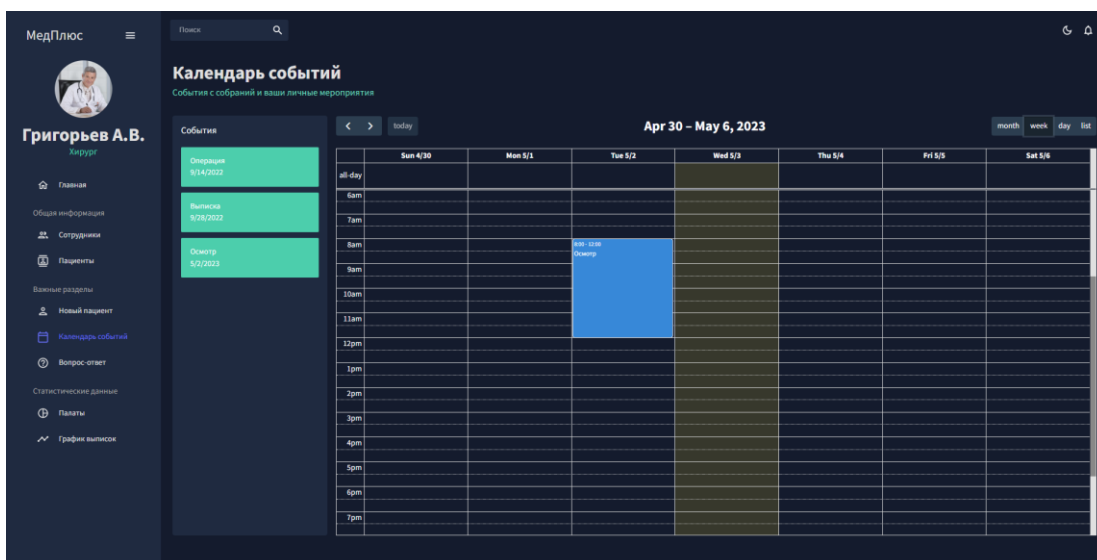 МедПлюс
Григорьев А.В.
Хирург
Главная
Общая информация
Сотрудники
Пациенты
Важные разделы
Новый пациент
Календарь событий
Вопрос-ответ
Статистические данные
Палаты
График выписок
Поиск
Календарь событий
События с собраний и ваши личные мероприятия
События
Операция
9/14/2022
Выписка
9/28/2022
Осмотр
5/2/2023
today
Apr 30 – May 6, 2023
month week day list
Sun 4/30 Mon 5/1 Tue 5/2 Wed 5/3 Thu 5/4 Fri 5/5 Sat 5/6
all-day
6am
7am
8am
8:00 - 12:00
Осмотр
9am
10am
11am
12pm
1pm
2pm
3pm
4pm
5pm
6pm
7pm